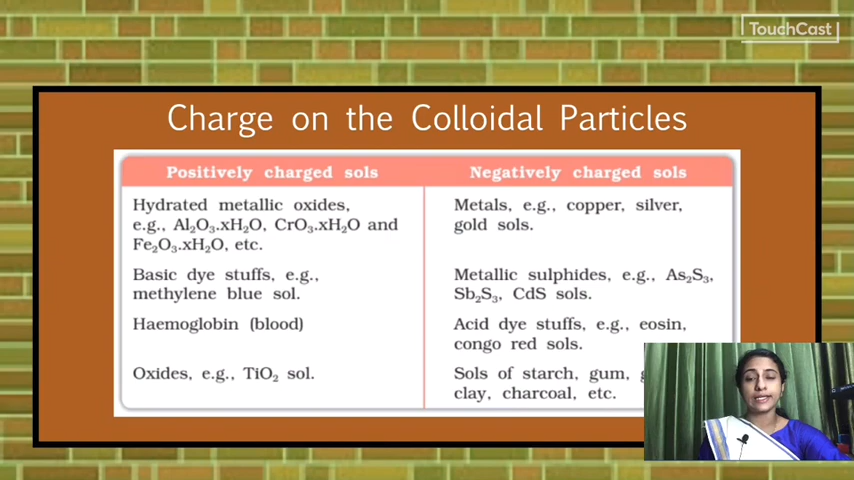 TouchCast
Charge on the Colloidal Particles
Positively charged sols
Negatively charged sols
Hydrated metallic oxides,
e.g., Al₂O₃.xH₂O, CrO₃.xH₂O and
Fe₂O₃.xH₂O, etc.
Metals, e.g., copper, silver,
gold sols.
Basic dye stuffs, e.g.,
methylene blue sol.
Metallic sulphides, e.g., As₂S₃,
Sb₂S₃, CdS sols.
Haemoglobin (blood)
Acid dye stuffs, e.g., eosin,
congo red sols.
Oxides, e.g., TiO₂ sol.
Sols of starch, gum,
clay, charcoal, etc.